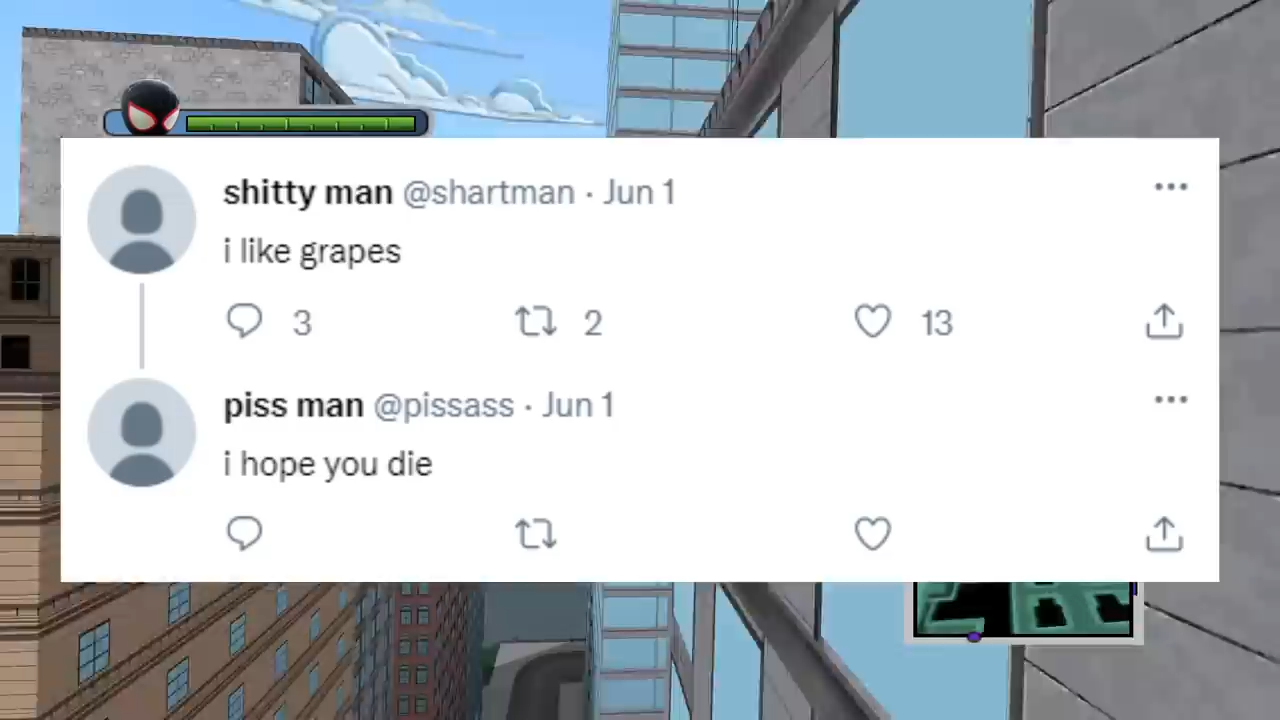 shitty man @shartman · Jun 1
i like grapes
3 2 13
piss man @pissass · Jun 1
i hope you die